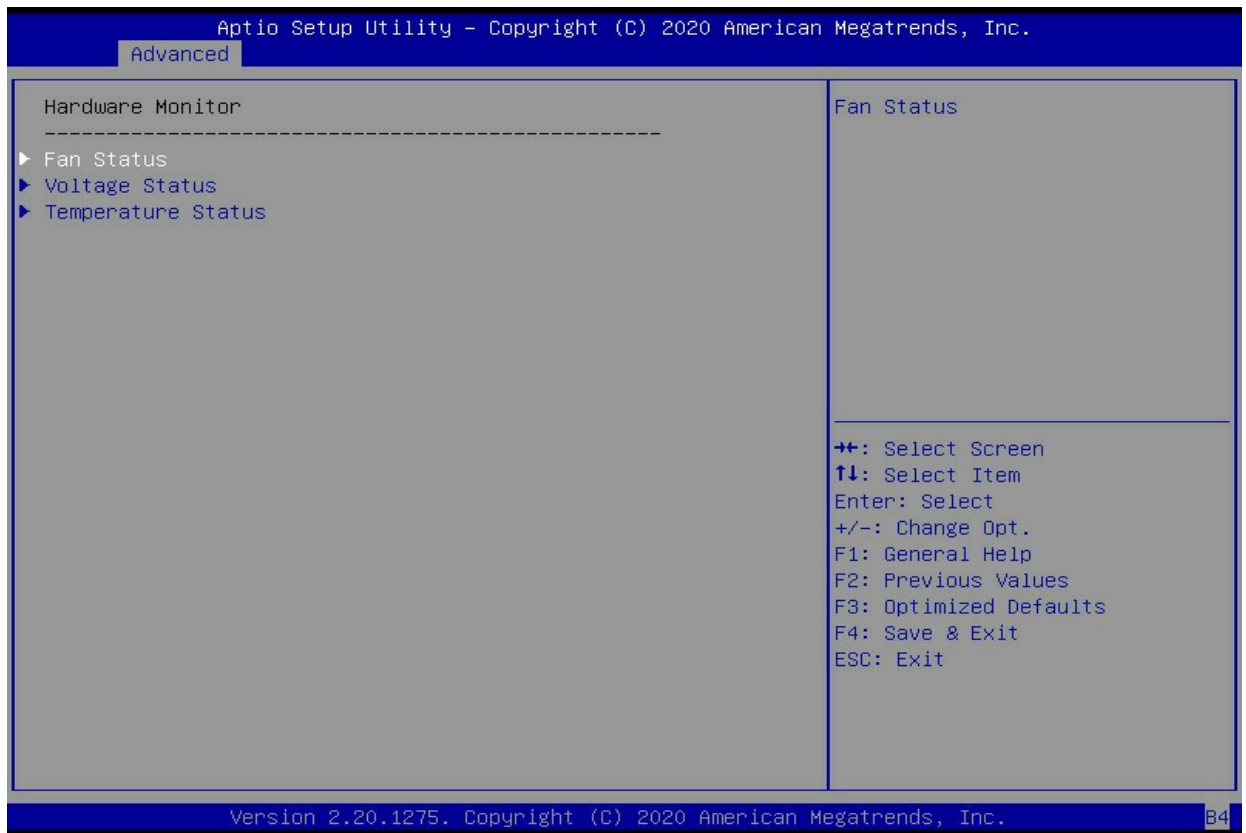 Aptio Setup Utility – Copyright (C) 2020 American Megatrends, Inc.
Advanced
Hardware Monitor
--------------------------------------------------
▶ Fan Status
▶ Voltage Status
▶ Temperature Status
Fan Status
→←: Select Screen
↑↓: Select Item
Enter: Select
+/-: Change Opt.
F1: General Help
F2: Previous Values
F3: Optimized Defaults
F4: Save & Exit
ESC: Exit
Version 2.20.1275. Copyright (C) 2020 American Megatrends, Inc.
B4